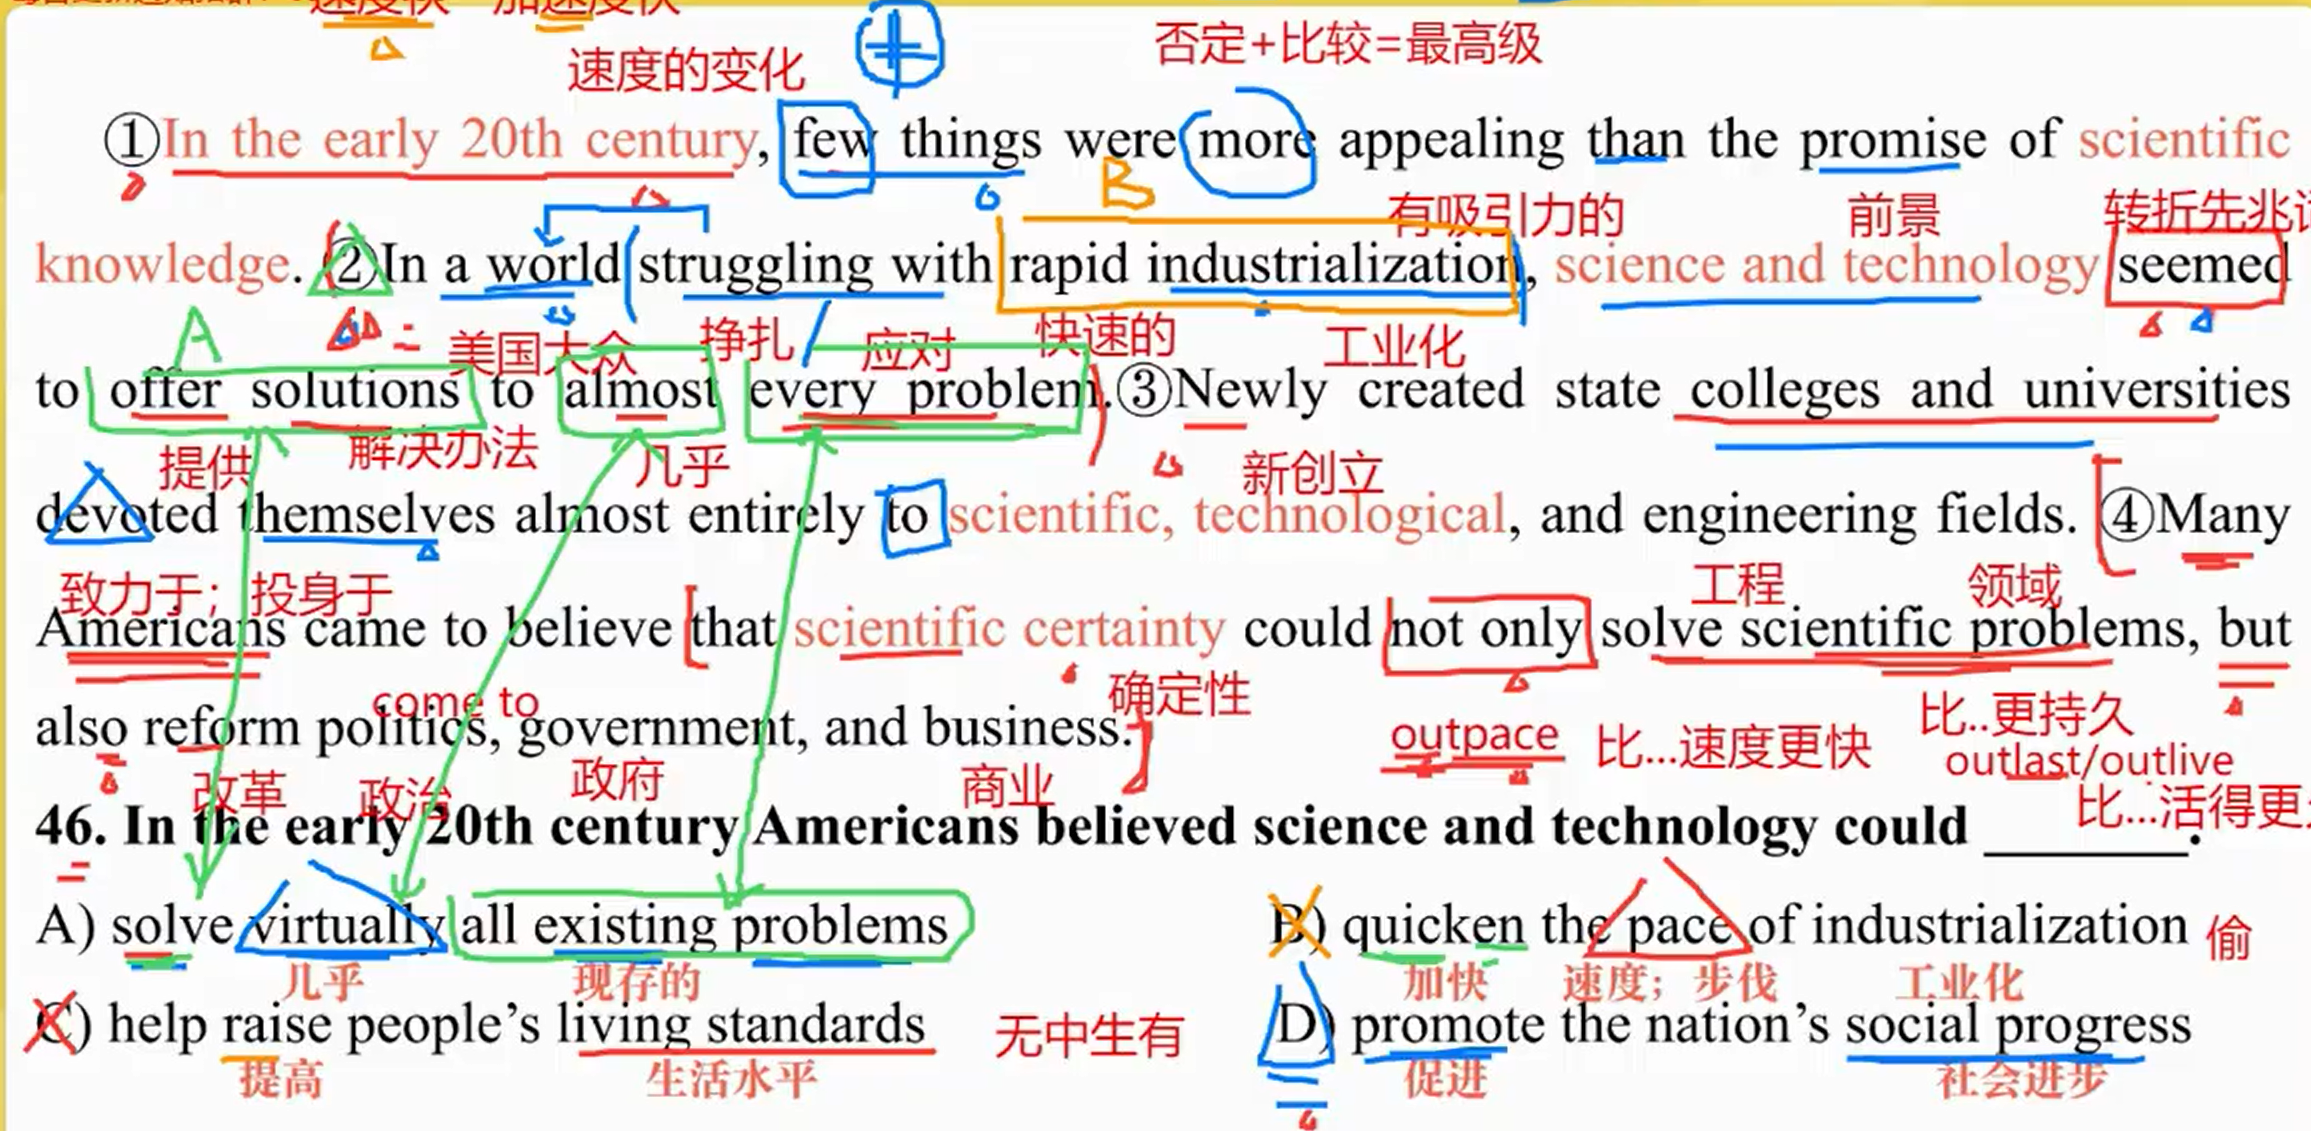 速度快 加速度快
速度的变化 否定+比较=最高级
①In the early 20th century, few things were more appealing than the promise of scientific
B 有吸引力的 前景
knowledge. ②In a world struggling with rapid industrialization, science and technology seemed
A 美国大众 挣扎 应对 快速的 工业化
to offer solutions to almost every problem.③Newly created state colleges and universities
提供 解决办法 几乎 新创立
devoted themselves almost entirely to scientific, technological, and engineering fields. ④Many
致力于；投身于 工程 领域
Americans came to believe that scientific certainty could not only solve scientific problems, but
come to 确定性
also reform politics, government, and business.
outpace 比...速度更快 比..更持久
outlast/outlive
改革 政治 政府 商业 比...活得更
46. In the early 20th century Americans believed science and technology could ________.
A) solve virtually all existing problems B) quicken the pace of industrialization 偷
几乎 现存的 加快 速度；步伐 工业化
C) help raise people's living standards 无中生有 D) promote the nation's social progress
提高 生活水平 促进 社会进步